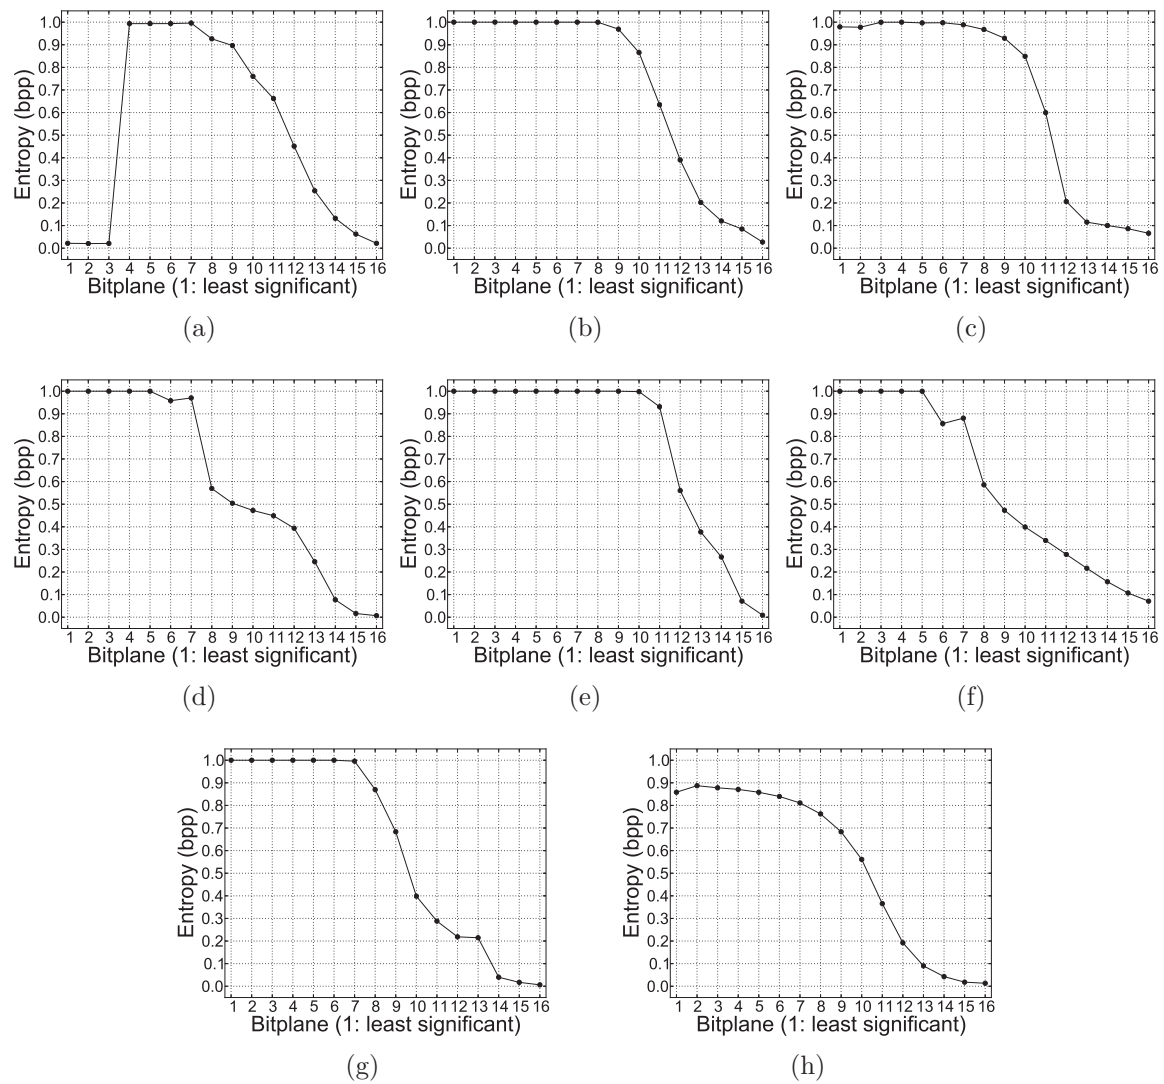 1.0 1.0 1.0
0.9 0.9 0.9
0.8 0.8 0.8
0.7 0.7 0.7
0.6 0.6 0.6
0.5 0.5 0.5
0.4 0.4 0.4
0.3 0.3 0.3
0.2 0.2 0.2
0.1 0.1 0.1
0.0 0.0 0.0
Entropy (bpp) Entropy (bpp) Entropy (bpp)
1 2 3 4 5 6 7 8 9 10 11 12 13 14 15 16 1 2 3 4 5 6 7 8 9 10 11 12 13 14 15 16 1 2 3 4 5 6 7 8 9 10 11 12 13 14 15 16
Bitplane (1: least significant) Bitplane (1: least significant) Bitplane (1: least significant)
(a) (b) (c)
1.0 1.0 1.0
0.9 0.9 0.9
0.8 0.8 0.8
0.7 0.7 0.7
0.6 0.6 0.6
0.5 0.5 0.5
0.4 0.4 0.4
0.3 0.3 0.3
0.2 0.2 0.2
0.1 0.1 0.1
0.0 0.0 0.0
Entropy (bpp) Entropy (bpp) Entropy (bpp)
1 2 3 4 5 6 7 8 9 10 11 12 13 14 15 16 1 2 3 4 5 6 7 8 9 10 11 12 13 14 15 16 1 2 3 4 5 6 7 8 9 10 11 12 13 14 15 16
Bitplane (1: least significant) Bitplane (1: least significant) Bitplane (1: least significant)
(d) (e) (f)
1.0 1.0
0.9 0.9
0.8 0.8
0.7 0.7
0.6 0.6
0.5 0.5
0.4 0.4
0.3 0.3
0.2 0.2
0.1 0.1
0.0 0.0
Entropy (bpp) Entropy (bpp)
1 2 3 4 5 6 7 8 9 10 11 12 13 14 15 16 1 2 3 4 5 6 7 8 9 10 11 12 13 14 15 16
Bitplane (1: least significant) Bitplane (1: least significant)
(g) (h)